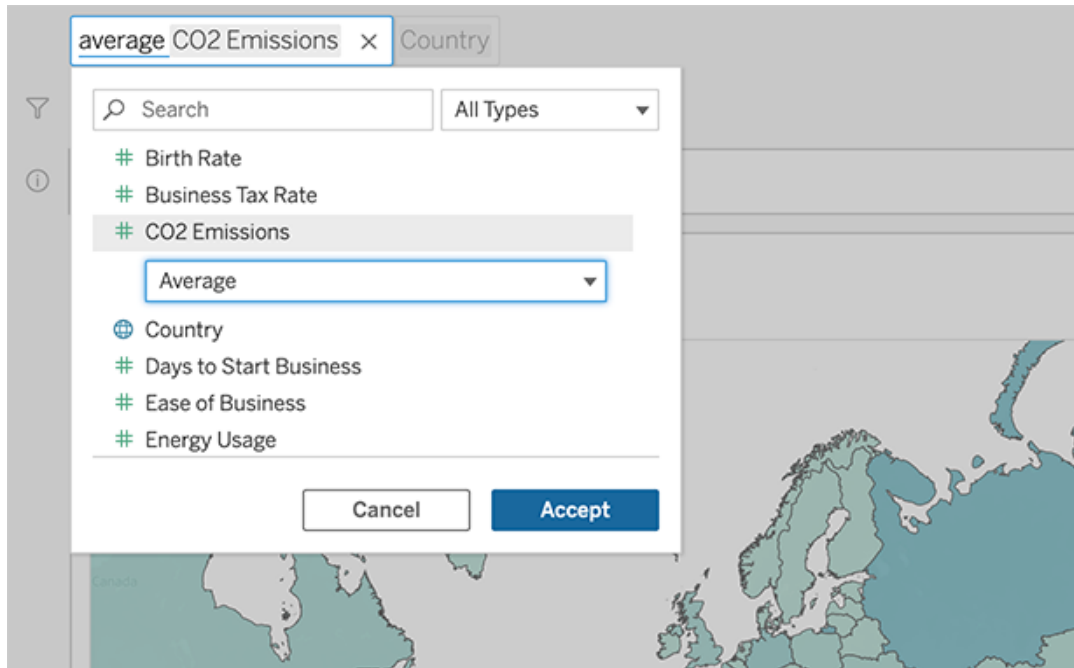 average CO2 Emissions × Country
Search All Types
# Birth Rate
# Business Tax Rate
# CO2 Emissions
Average
Country
# Days to Start Business
# Ease of Business
# Energy Usage
Cancel Accept
Canada